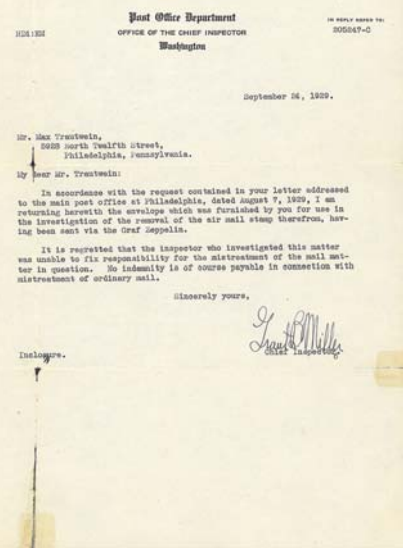 Post Office Department
OFFICE OF THE CHIEF INSPECTOR
Washington
IN REPLY REFER TO:
205247-C
September 24, 1929.
Mr. Max Trautwein,
5928 North Twelfth Street,
Philadelphia, Pennsylvania.
My dear Mr. Trautwein:
In accordance with the request contained in your letter addressed
to the main post office at Philadelphia, dated August 7, 1929, I am
returning herewith the envelope which was furnished by you for use in
the investigation of the removal of the air mail stamp therefrom, hav-
ing been sent via the Graf Zeppelin.
It is regretted that the inspector who investigated this matter
was unable to fix responsibility for the mistreatment of the mail mat-
ter in question. No indemnity is of course payable in connection with
mistreatment of ordinary mail.
Sincerely yours,
Grant B Miller
Chief Inspector.
Inclosure.